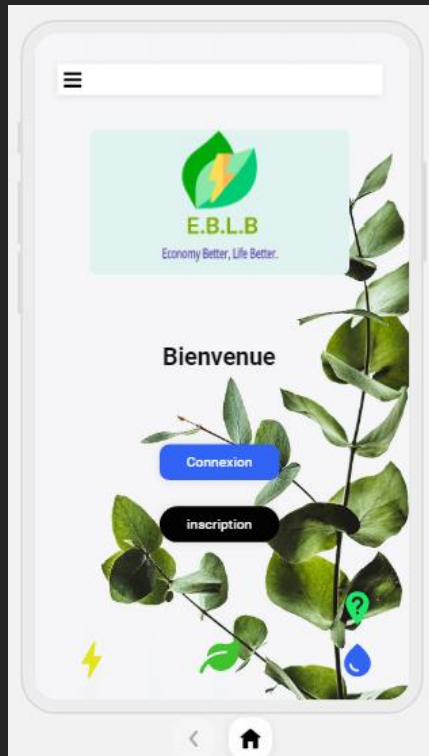 E.B.L.B
Economy Better, Life Better.
Bienvenue
Connexion
inscription
?